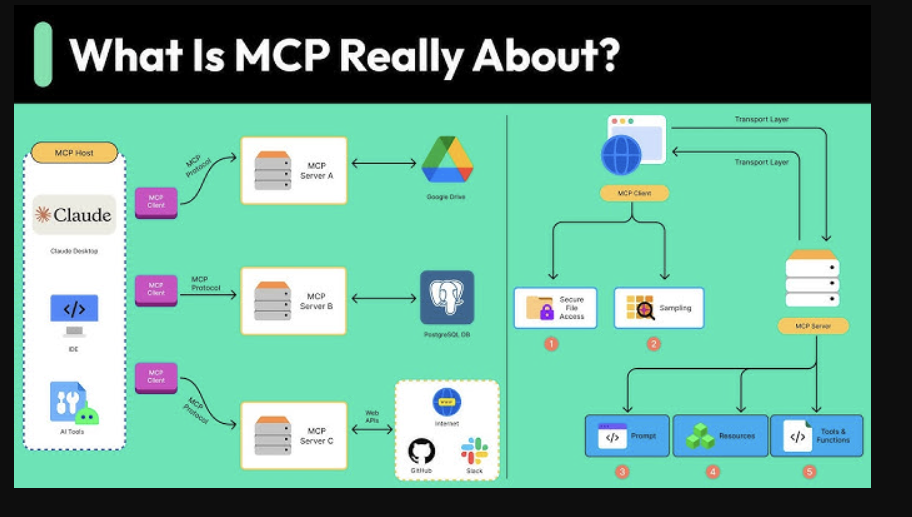 What Is MCP Really About?
MCP Host
Claude
Claude Desktop
</>
IDE
AI Tools
MCP
Client
MCP
Protocol
MCP
Server A
Google Drive
MCP
Client
MCP
Protocol
MCP
Server B
PostgreSQL DB
MCP
Client
MCP
Protocol
MCP
Server C
Web
APIs
WWW
Internet
GitHub
Slack
Transport Layer
Transport Layer
MCP Client
Secure
File
Access
1
Sampling
2
MCP Server
</>
Prompt
3
Resources
4
</>
Tools &
Functions
5